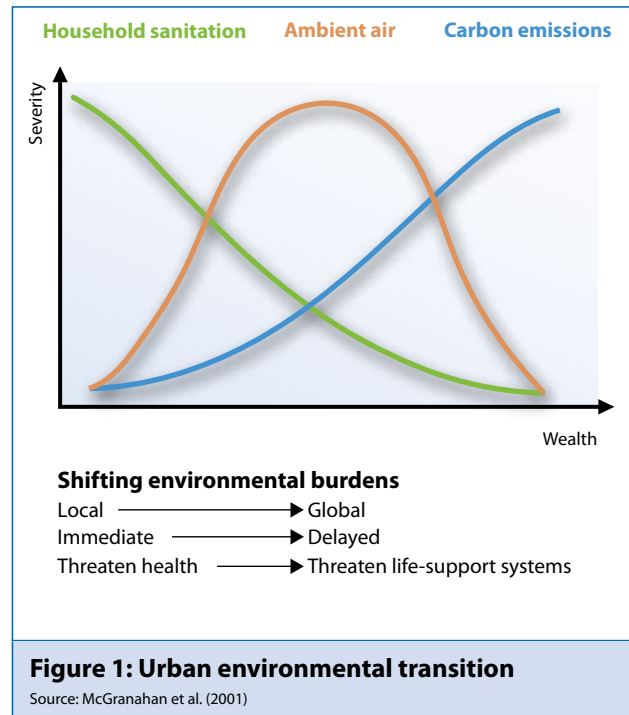 Household sanitation Ambient air Carbon emissions
Severity
Wealth
Shifting environmental burdens
Local Global
Immediate Delayed
Threaten health Threaten life-support systems
Figure 1: Urban environmental transition
Source: McGranahan et al. (2001)